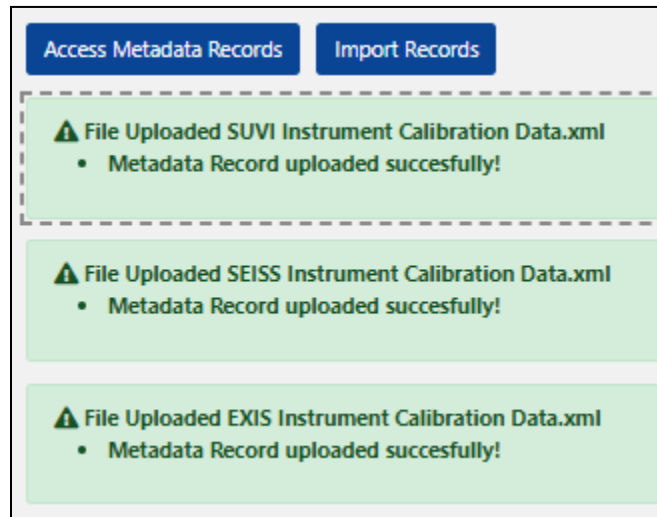 Access Metadata Records Import Records
File Uploaded SUVI Instrument Calibration Data.xml
• Metadata Record uploaded succesfully!
File Uploaded SEISS Instrument Calibration Data.xml
• Metadata Record uploaded succesfully!
File Uploaded EXIS Instrument Calibration Data.xml
• Metadata Record uploaded succesfully!